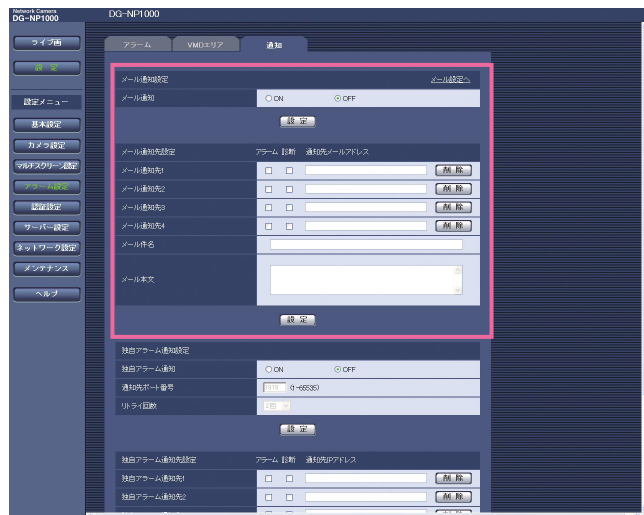 Network Camera
DG-NP1000
DG-NP1000
ライブ画
設 定
設定メニュー
基本設定
カメラ設定
マルチスクリーン設定
アラーム設定
認証設定
サーバー設定
ネットワーク設定
メンテナンス
ヘルプ
アラーム VMDエリア 通知
メール通知設定 メール設定へ
メール通知 ON OFF
設 定
メール通知先設定 アラーム 診断 通知先メールアドレス
メール通知先1 削 除
メール通知先2 削 除
メール通知先3 削 除
メール通知先4 削 除
メール件名
メール本文
設 定
独自アラーム通知設定
独自アラーム通知 ON OFF
通知先ポート番号 1818 (1-65535)
リトライ回数
設 定
独自アラーム通知先設定 アラーム 診断 通知先IPアドレス
独自アラーム通知先1 削 除
独自アラーム通知先2 削 除